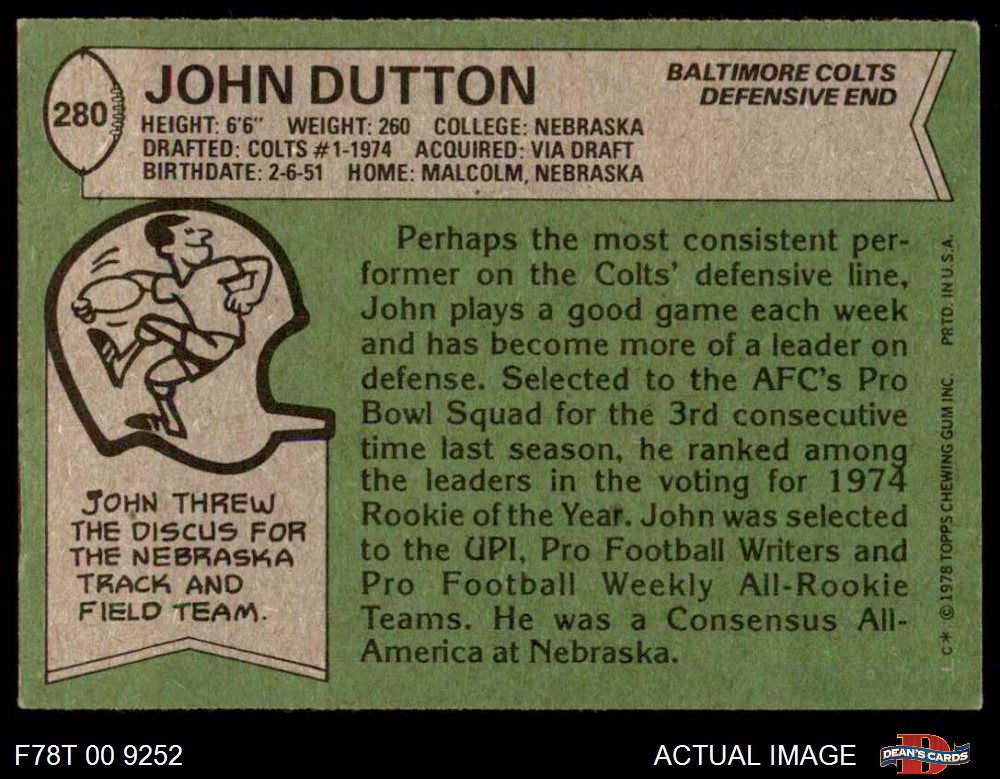 280
JOHN DUTTON
BALTIMORE COLTS
DEFENSIVE END
HEIGHT: 6'6" WEIGHT: 260 COLLEGE: NEBRASKA
DRAFTED: COLTS #1-1974 ACQUIRED: VIA DRAFT
BIRTHDATE: 2-6-51 HOME: MALCOLM, NEBRASKA
JOHN THREW
THE DISCUS FOR
THE NEBRASKA
TRACK AND
FIELD TEAM.
Perhaps the most consistent per-
former on the Colts' defensive line,
John plays a good game each week
and has become more of a leader on
defense. Selected to the AFC's Pro
Bowl Squad for the 3rd consecutive
time last season, he ranked among
the leaders in the voting for 1974
Rookie of the Year. John was selected
to the UPI, Pro Football Writers and
Pro Football Weekly All-Rookie
Teams. He was a Consensus All-
America at Nebraska.
C* © 1978 TOPPS CHEWING GUM INC. PRTD. IN U.S.A.
F78T 00 9252
ACTUAL IMAGE
DEAN'S CARDS